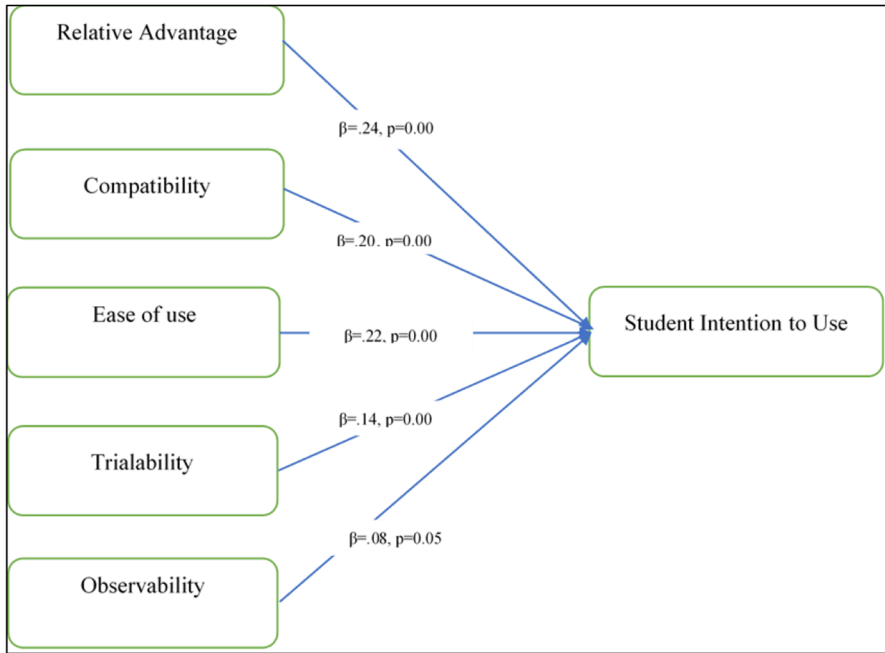 Relative Advantage
β=.24, p=0.00
Compatibility
β=.20, p=0.00
Ease of use
Student Intention to Use
β=.22, p=0.00
β=.14, p=0.00
Trialability
β=.08, p=0.05
Observability